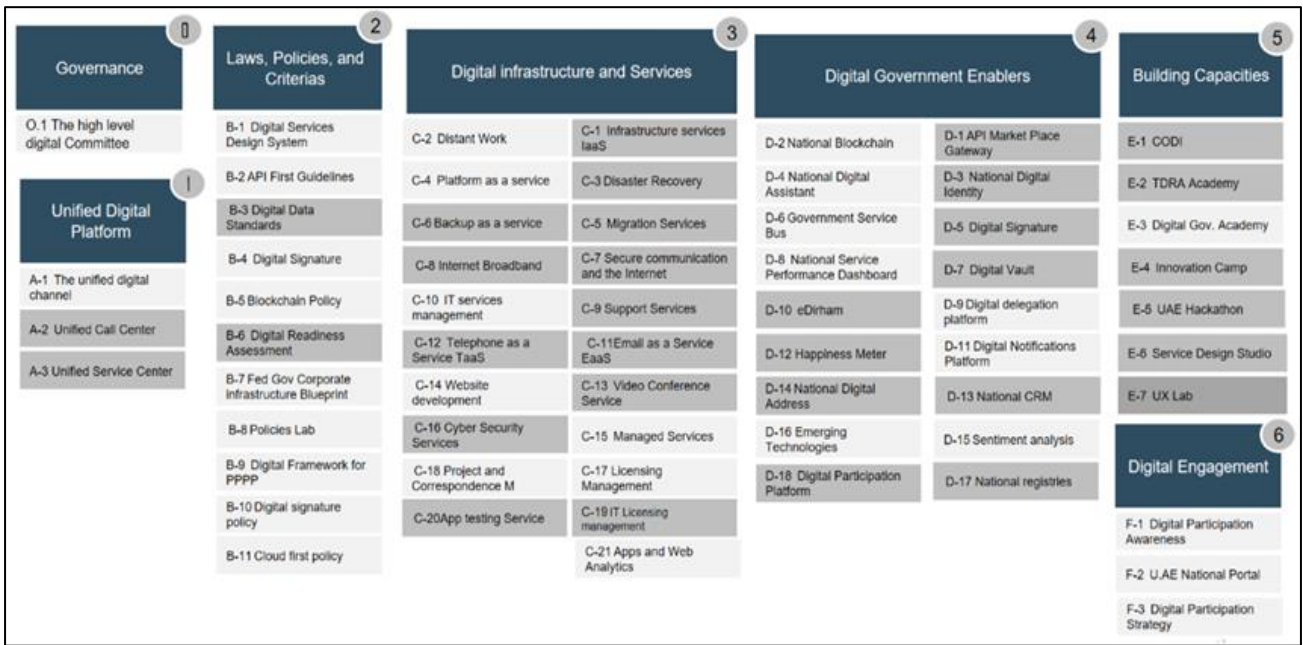 0
Governance
O.1 The high level
digital Committee
I
Unified Digital
Platform
A-1 The unified digital
channel
A-2 Unified Call Center
A-3 Unified Service Center
2
Laws, Policies, and
Criterias
B-1 Digital Services
Design System
B-2 API First Guidelines
B-3 Digital Data
Standards
B-4 Digital Signature
B-5 Blockchain Policy
B-6 Digital Readiness
Assessment
B-7 Fed Gov Corporate
Infrastructure Blueprint
B-8 Policies Lab
B-9 Digital Framework for
PPPP
B-10 Digital signature
policy
B-11 Cloud first policy
3
Digital infrastructure and Services
C-2 Distant Work
C-1 Infrastructure services
IaaS
C-4 Platform as a service
C-3 Disaster Recovery
C-6 Backup as a service
C-5 Migration Services
C-8 Internet Broadband
C-7 Secure communication
and the Internet
C-10 IT services
management
C-9 Support Services
C-12 Telephone as a
Service TaaS
C-11Email as a Service
EaaS
C-14 Website
development
C-13 Video Conference
Service
C-16 Cyber Security
Services
C-15 Managed Services
C-18 Project and
Correspondence M
C-17 Licensing
Management
C-20App testing Service
C-19 IT Licensing
management
C-21 Apps and Web
Analytics
4
Digital Government Enablers
D-2 National Blockchain
D-1 API Market Place
Gateway
D-4 National Digital
Assistant
D-3 National Digital
Identity
D-6 Government Service
Bus
D-5 Digital Signature
D-8 National Service
Performance Dashboard
D-7 Digital Vault
D-10 eDirham
D-9 Digital delegation
platform
D-12 Happiness Meter
D-11 Digital Notifications
Platform
D-14 National Digital
Address
D-13 National CRM
D-16 Emerging
Technologies
D-15 Sentiment analysis
D-18 Digital Participation
Platform
D-17 National registries
5
Building Capacities
E-1 CODI
E-2 TDRA Academy
E-3 Digital Gov. Academy
E-4 Innovation Camp
E-5 UAE Hackathon
E-6 Service Design Studio
E-7 UX Lab
6
Digital Engagement
F-1 Digital Participation
Awareness
F-2 U.AE National Portal
F-3 Digital Participation
Strategy